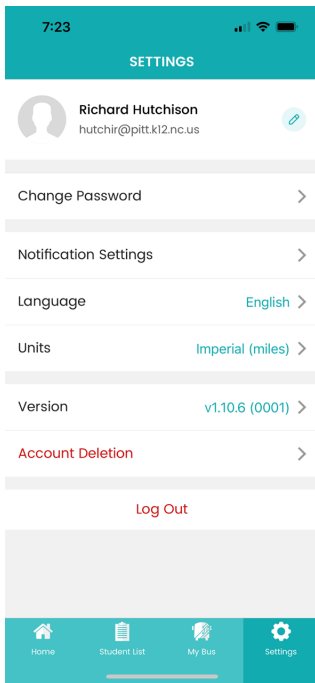 7:23
SETTINGS
Richard Hutchison
hutchir@pitt.k12.nc.us
Change Password
Notification Settings
Language English
Units Imperial (miles)
Version v1.10.6 (0001)
Account Deletion
Log Out
Home Student List My Bus Settings